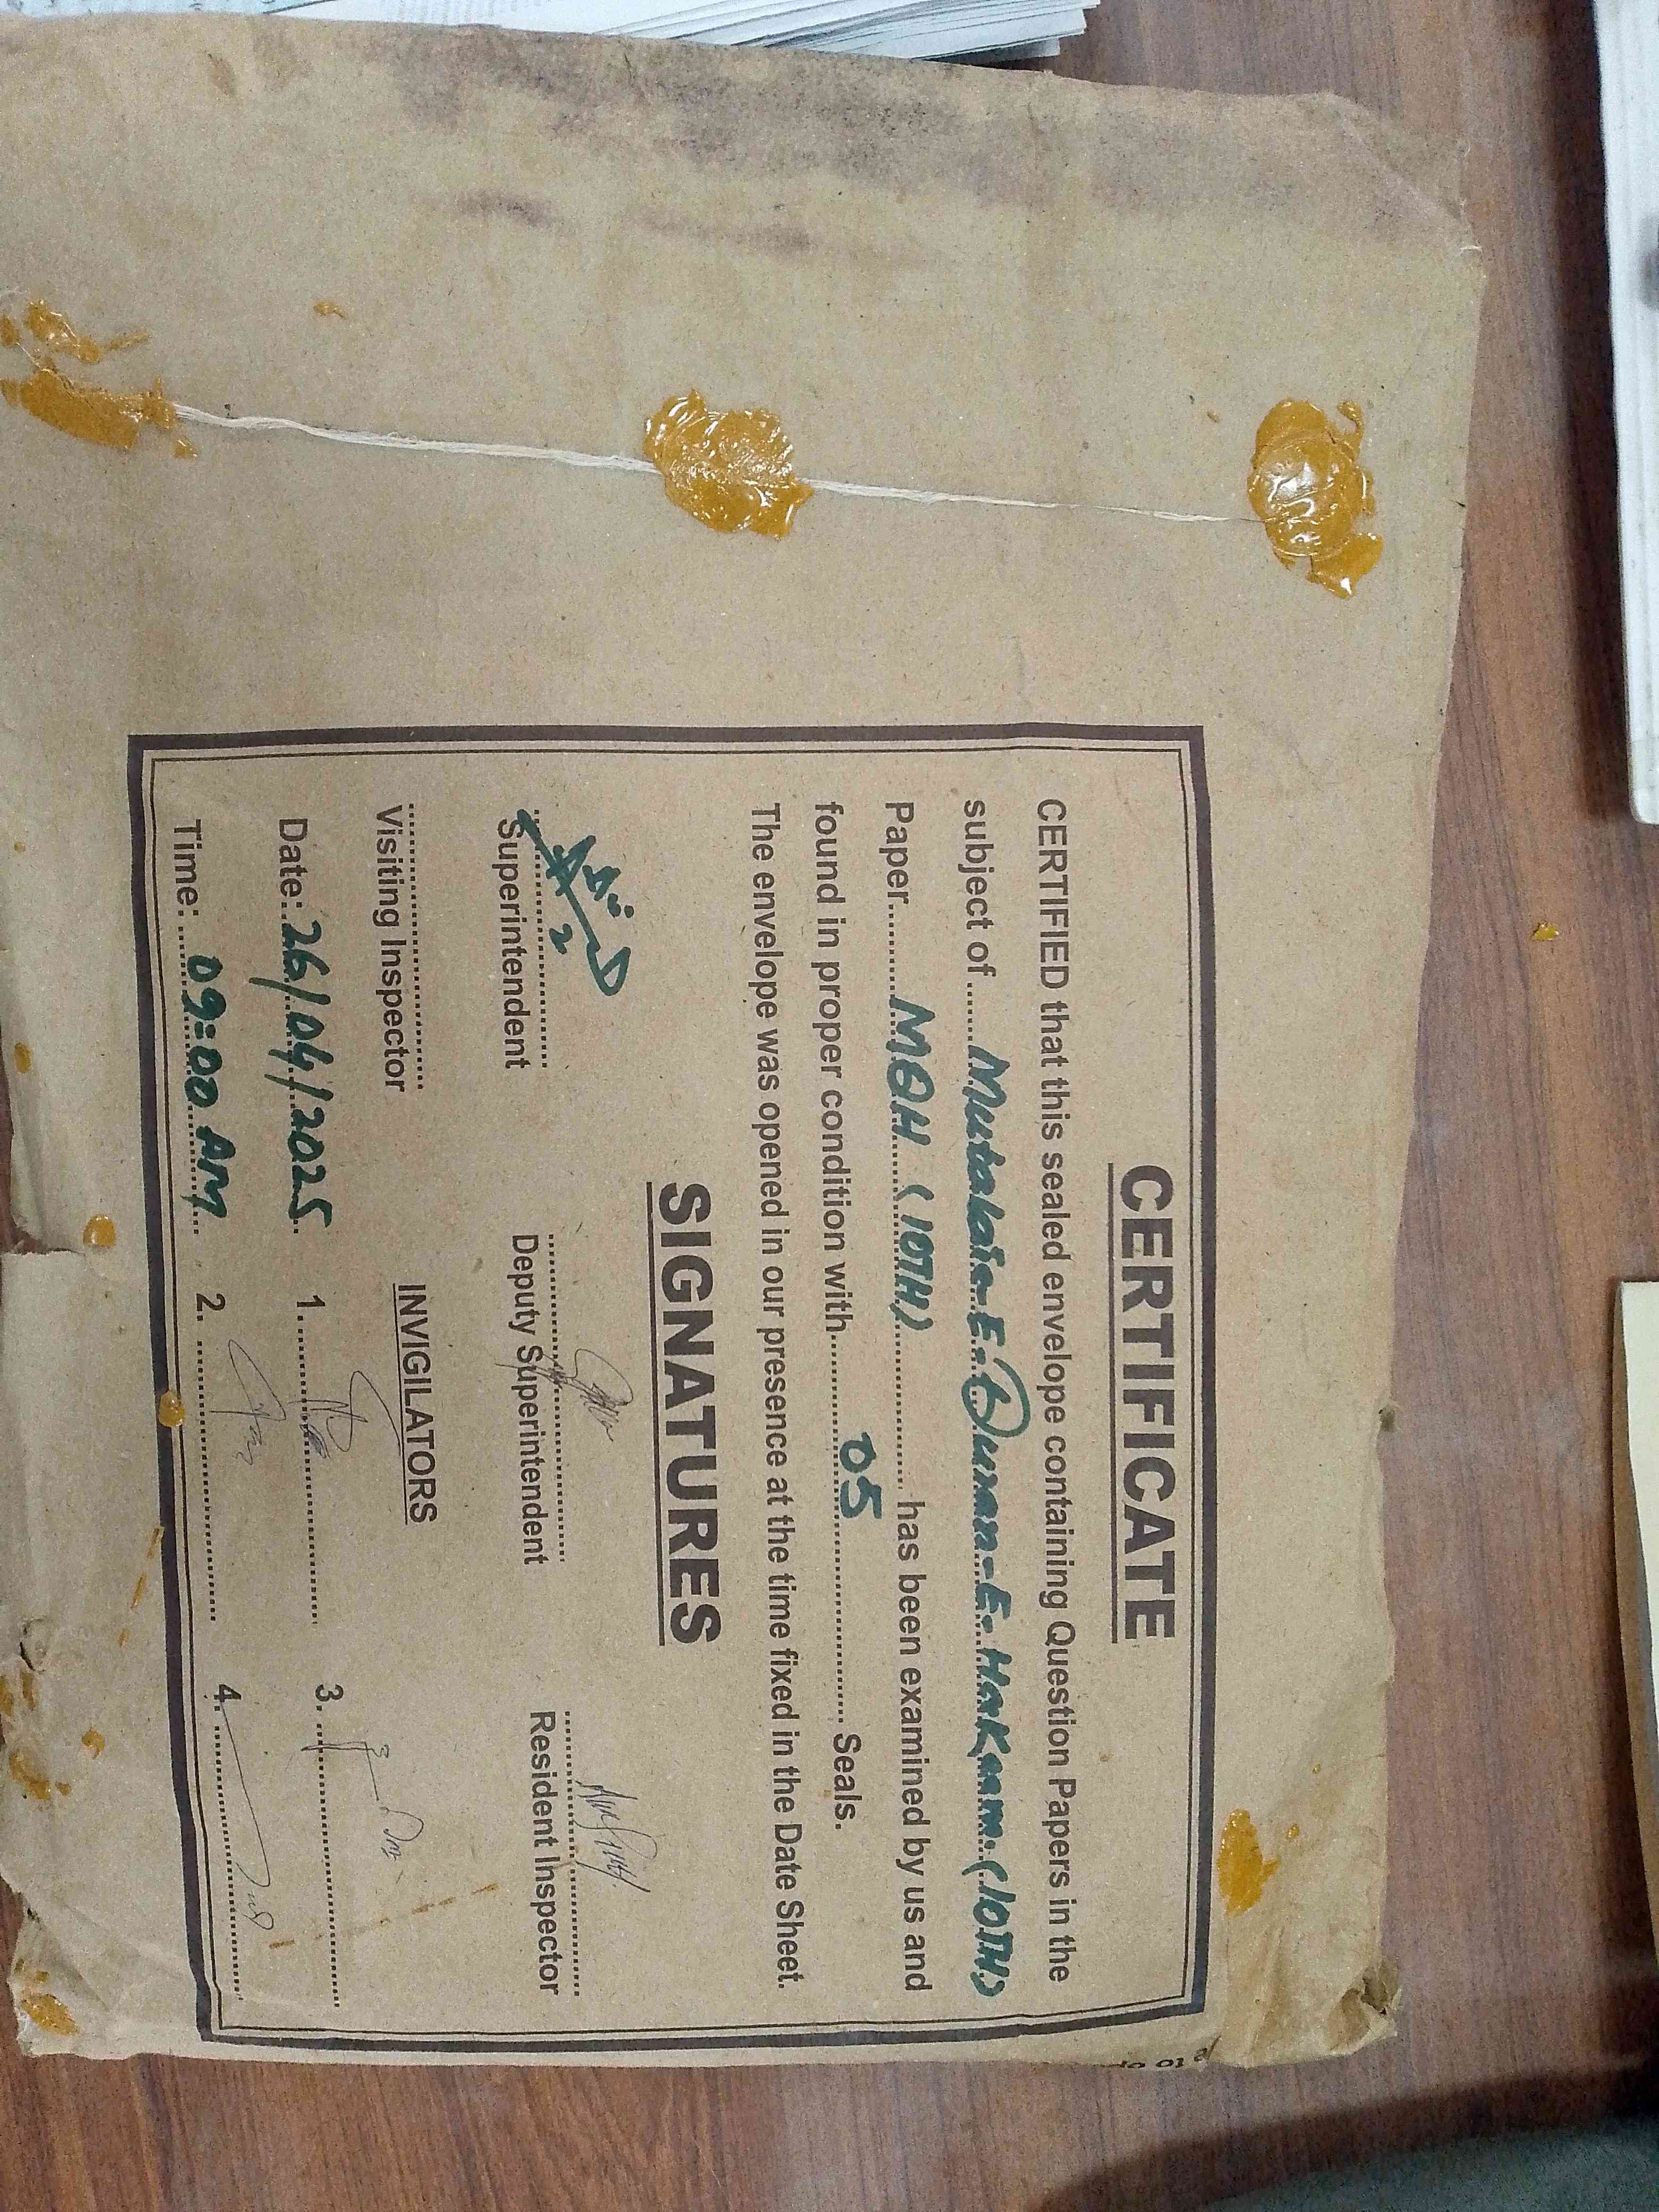 CERTIFICATE
CERTIFIED that this sealed envelope containing Question Papers in the
subject of ........ Mutalaia-E-Quran-E-Hakeem (10TH)
Paper........ MQH (10TH) ........ has been examined by us and
found in proper condition with........ 05 ........ Seals.
The envelope was opened in our presence at the time fixed in the Date Sheet.
SIGNATURES
Superintendent Deputy Superintendent Resident Inspector
Visiting Inspector
INVIGILATORS
Date: 26/04/2025 1. 3.
Time: 09:00 AM 2. 4.